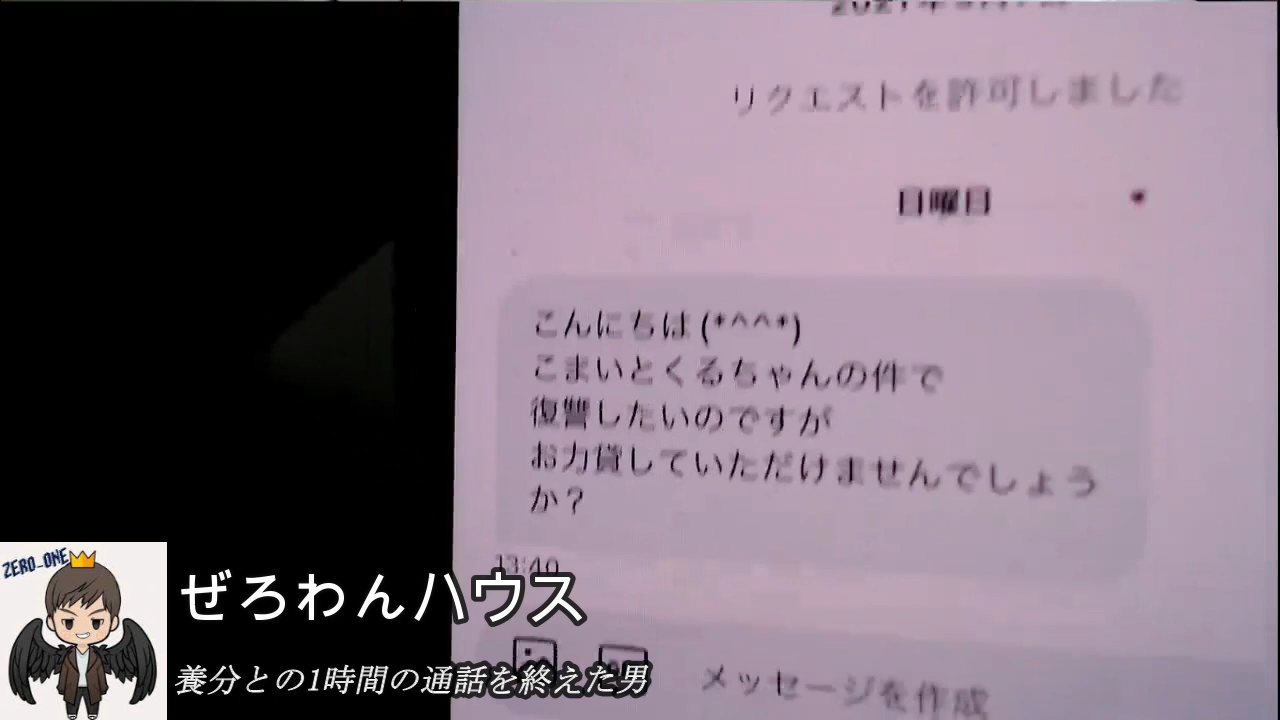 リクエストを許可しました
日曜日
こんにちは(*^^*)
こまいとくるちゃんの件で
復讐したいのですが
お力貸していただけませんでしょう
か?
13:40
メッセージを作成
ZERO_ONE
ぜろわんハウス
養分との1時間の通話を終えた男